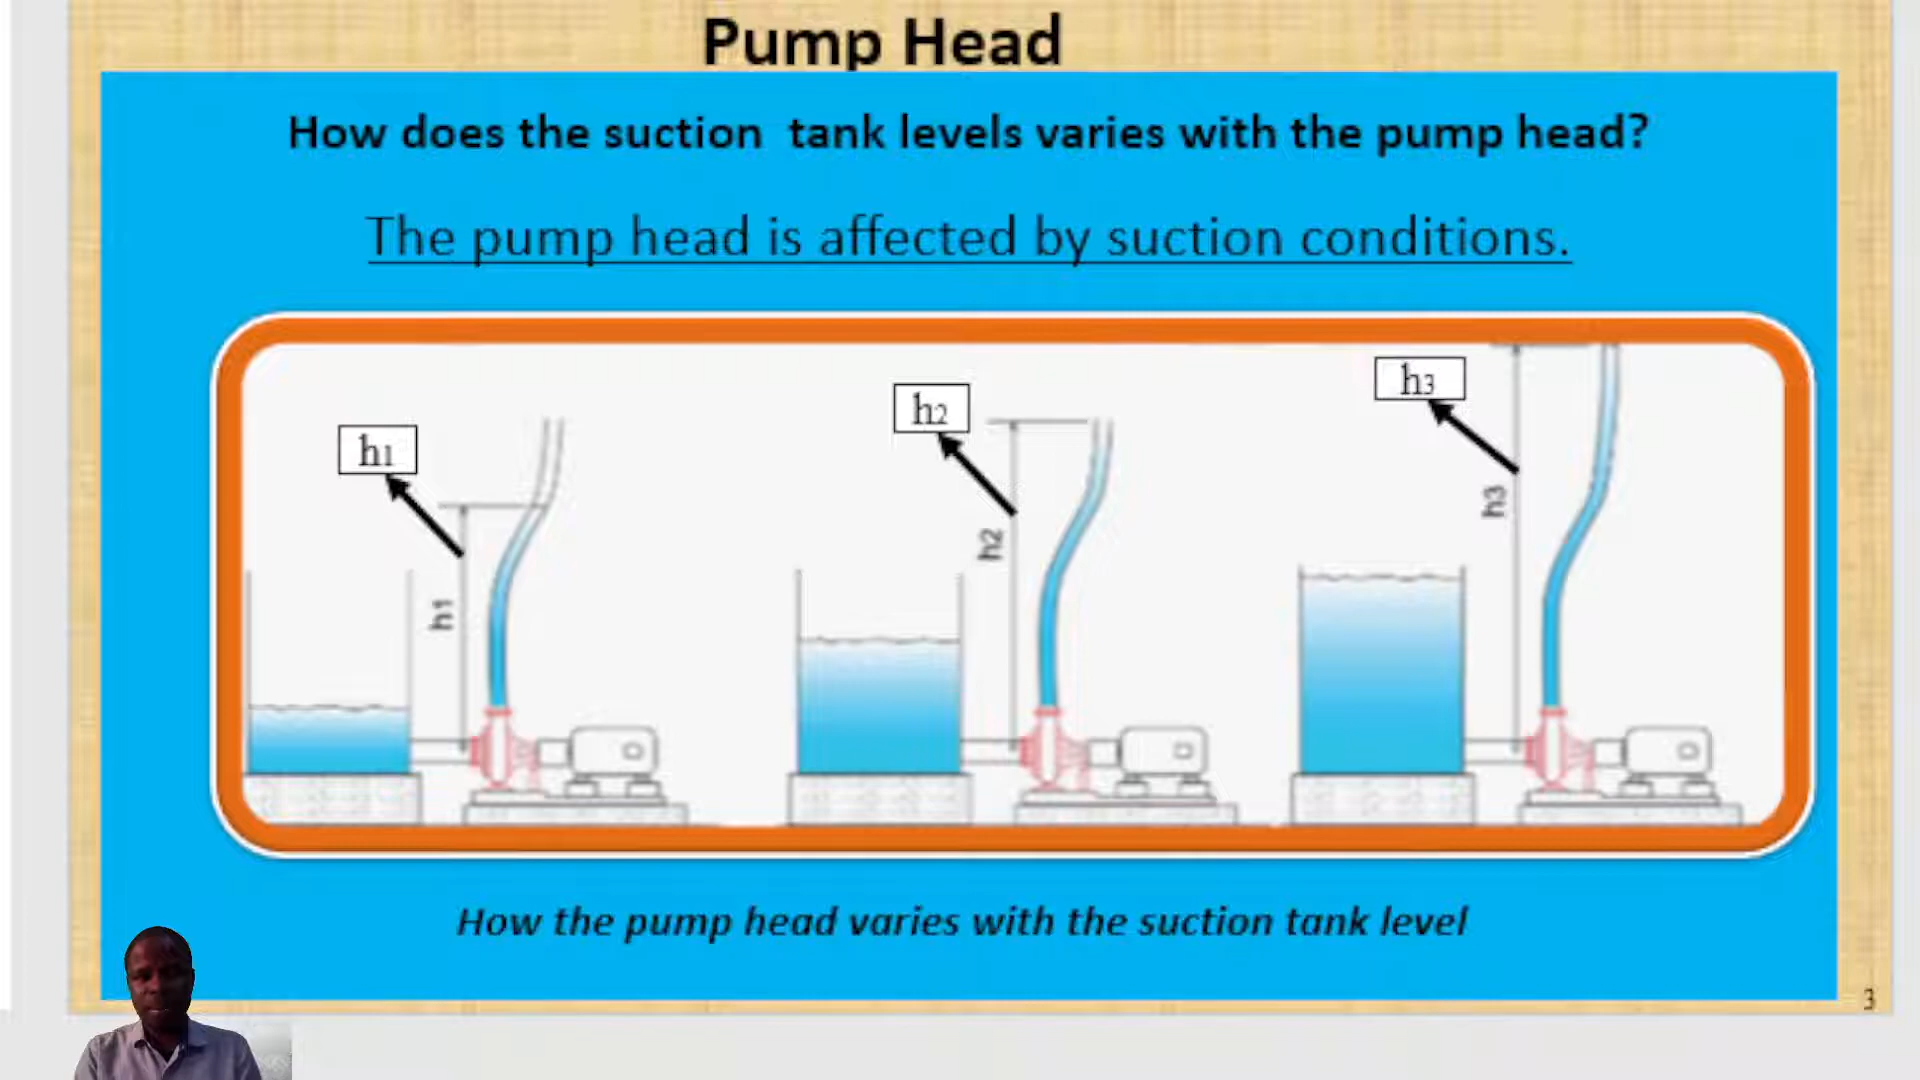 Pump Head
How does the suction tank levels varies with the pump head?
The pump head is affected by suction conditions.
h1
h2
h3
h1
h2
h3
How the pump head varies with the suction tank level
3